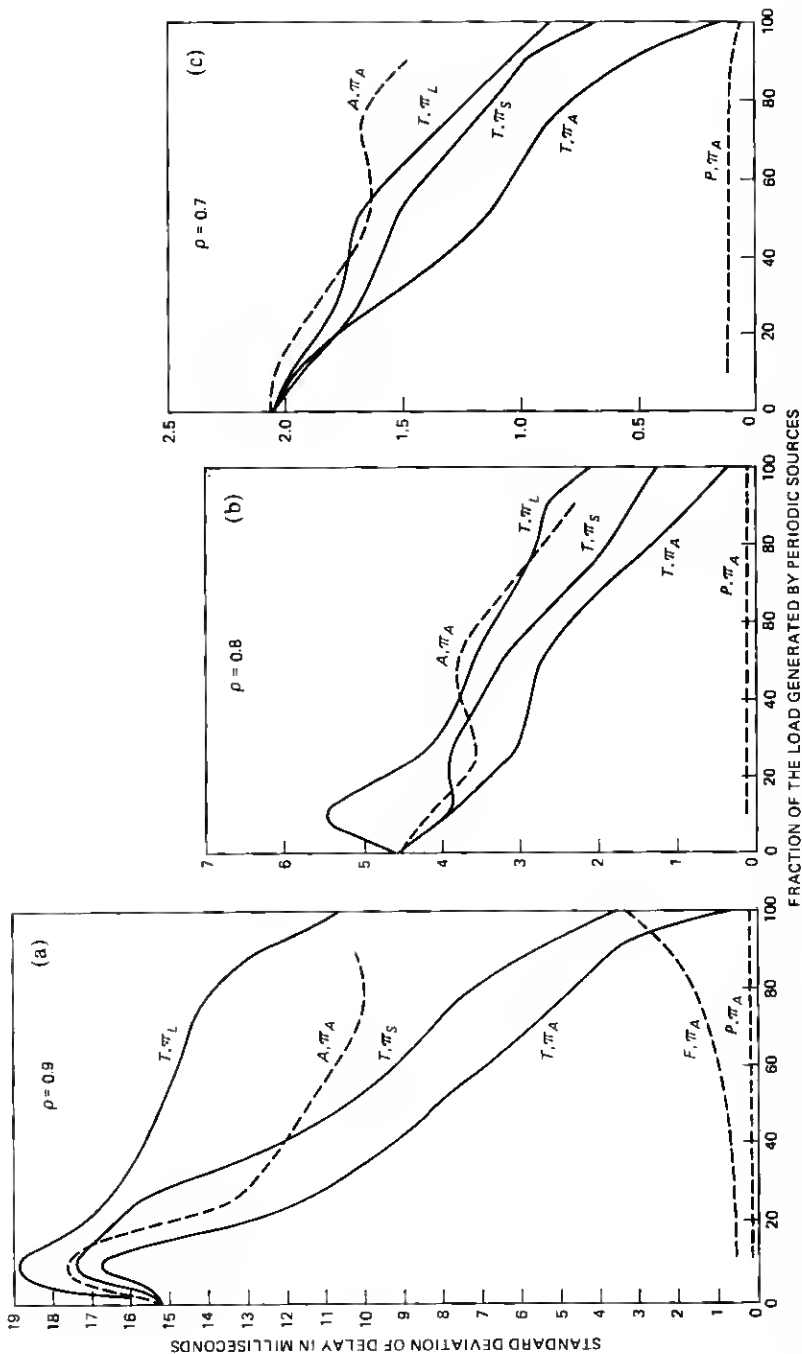 (a)
ρ = 0.9
19
18
17
16
15
14
13
12
11
10
9
8
7
6
5
4
3
2
1
0
T.π_L
A,π_A
T.π_S
T,π_A
F,π_A
P,π_A
0 20 40 60 80 100
STANDARD DEVIATION OF DELAY IN MILLISECONDS
(b)
ρ = 0.8
7
6
5
4
3
2
1
0
A,π_A
T.π_L
T,π_S
T.π_A
P.π_A
0 20 40 60 80 100
(c)
ρ = 0.7
2.5
2.0
1.5
1.0
0.5
0
A.π_A
T.π_L
T.π_S
T,π_A
P,π_A
0 20 40 60 80 100
FRACTION OF THE LOAD GENERATED BY PERIODIC SOURCES